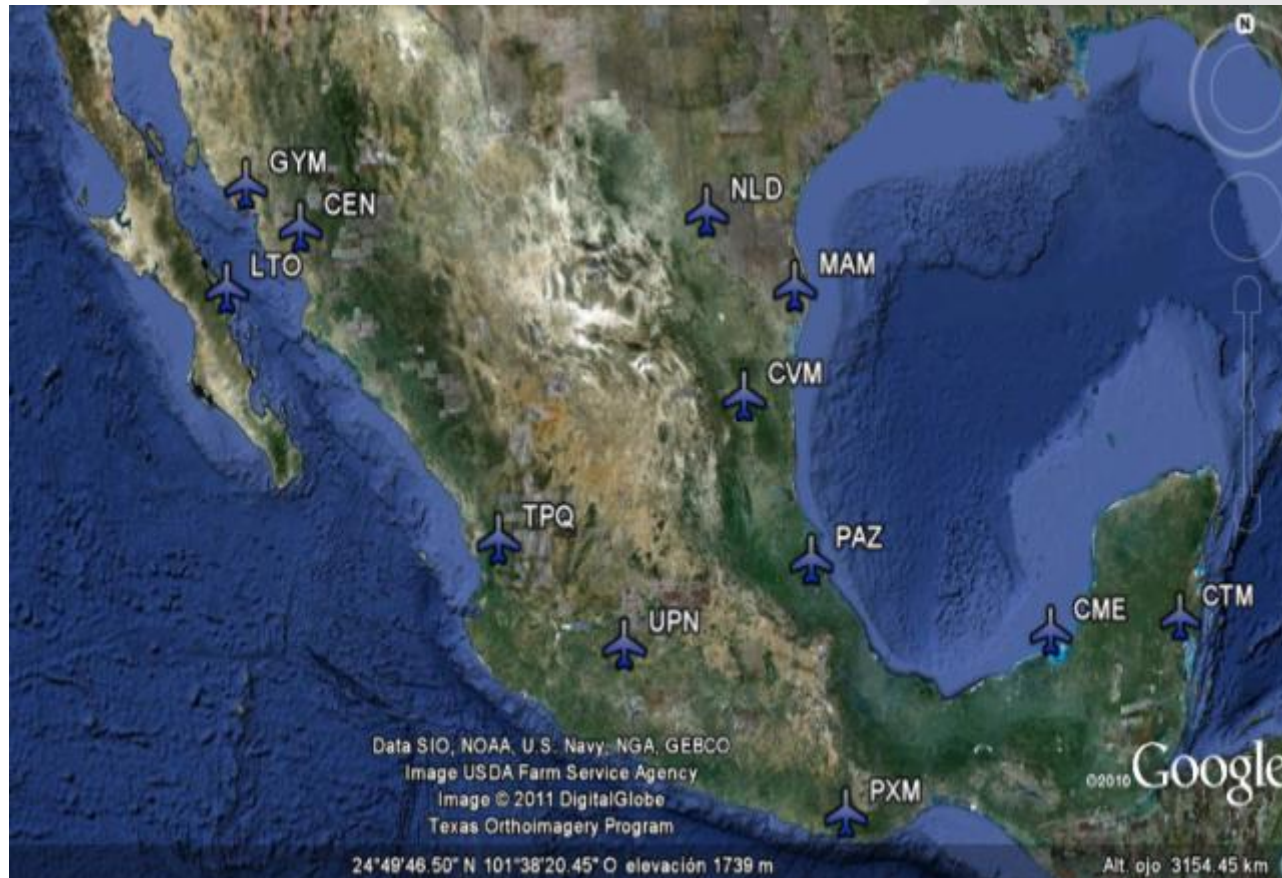 N
GYM
CEN
LTO
NLD
MAM
CVM
TPQ
PAZ
UPN
CME
CTM
PXM
Data SIO, NOAA, U.S. Navy, NGA, GEBCO
Image USDA Farm Service Agency
Image © 2011 DigitalGlobe
Texas Orthoimagery Program
©2010 Google
24°49'46.50" N 101°38'20.45" O elevación 1739 m
Alt. ojo 3154.45 km